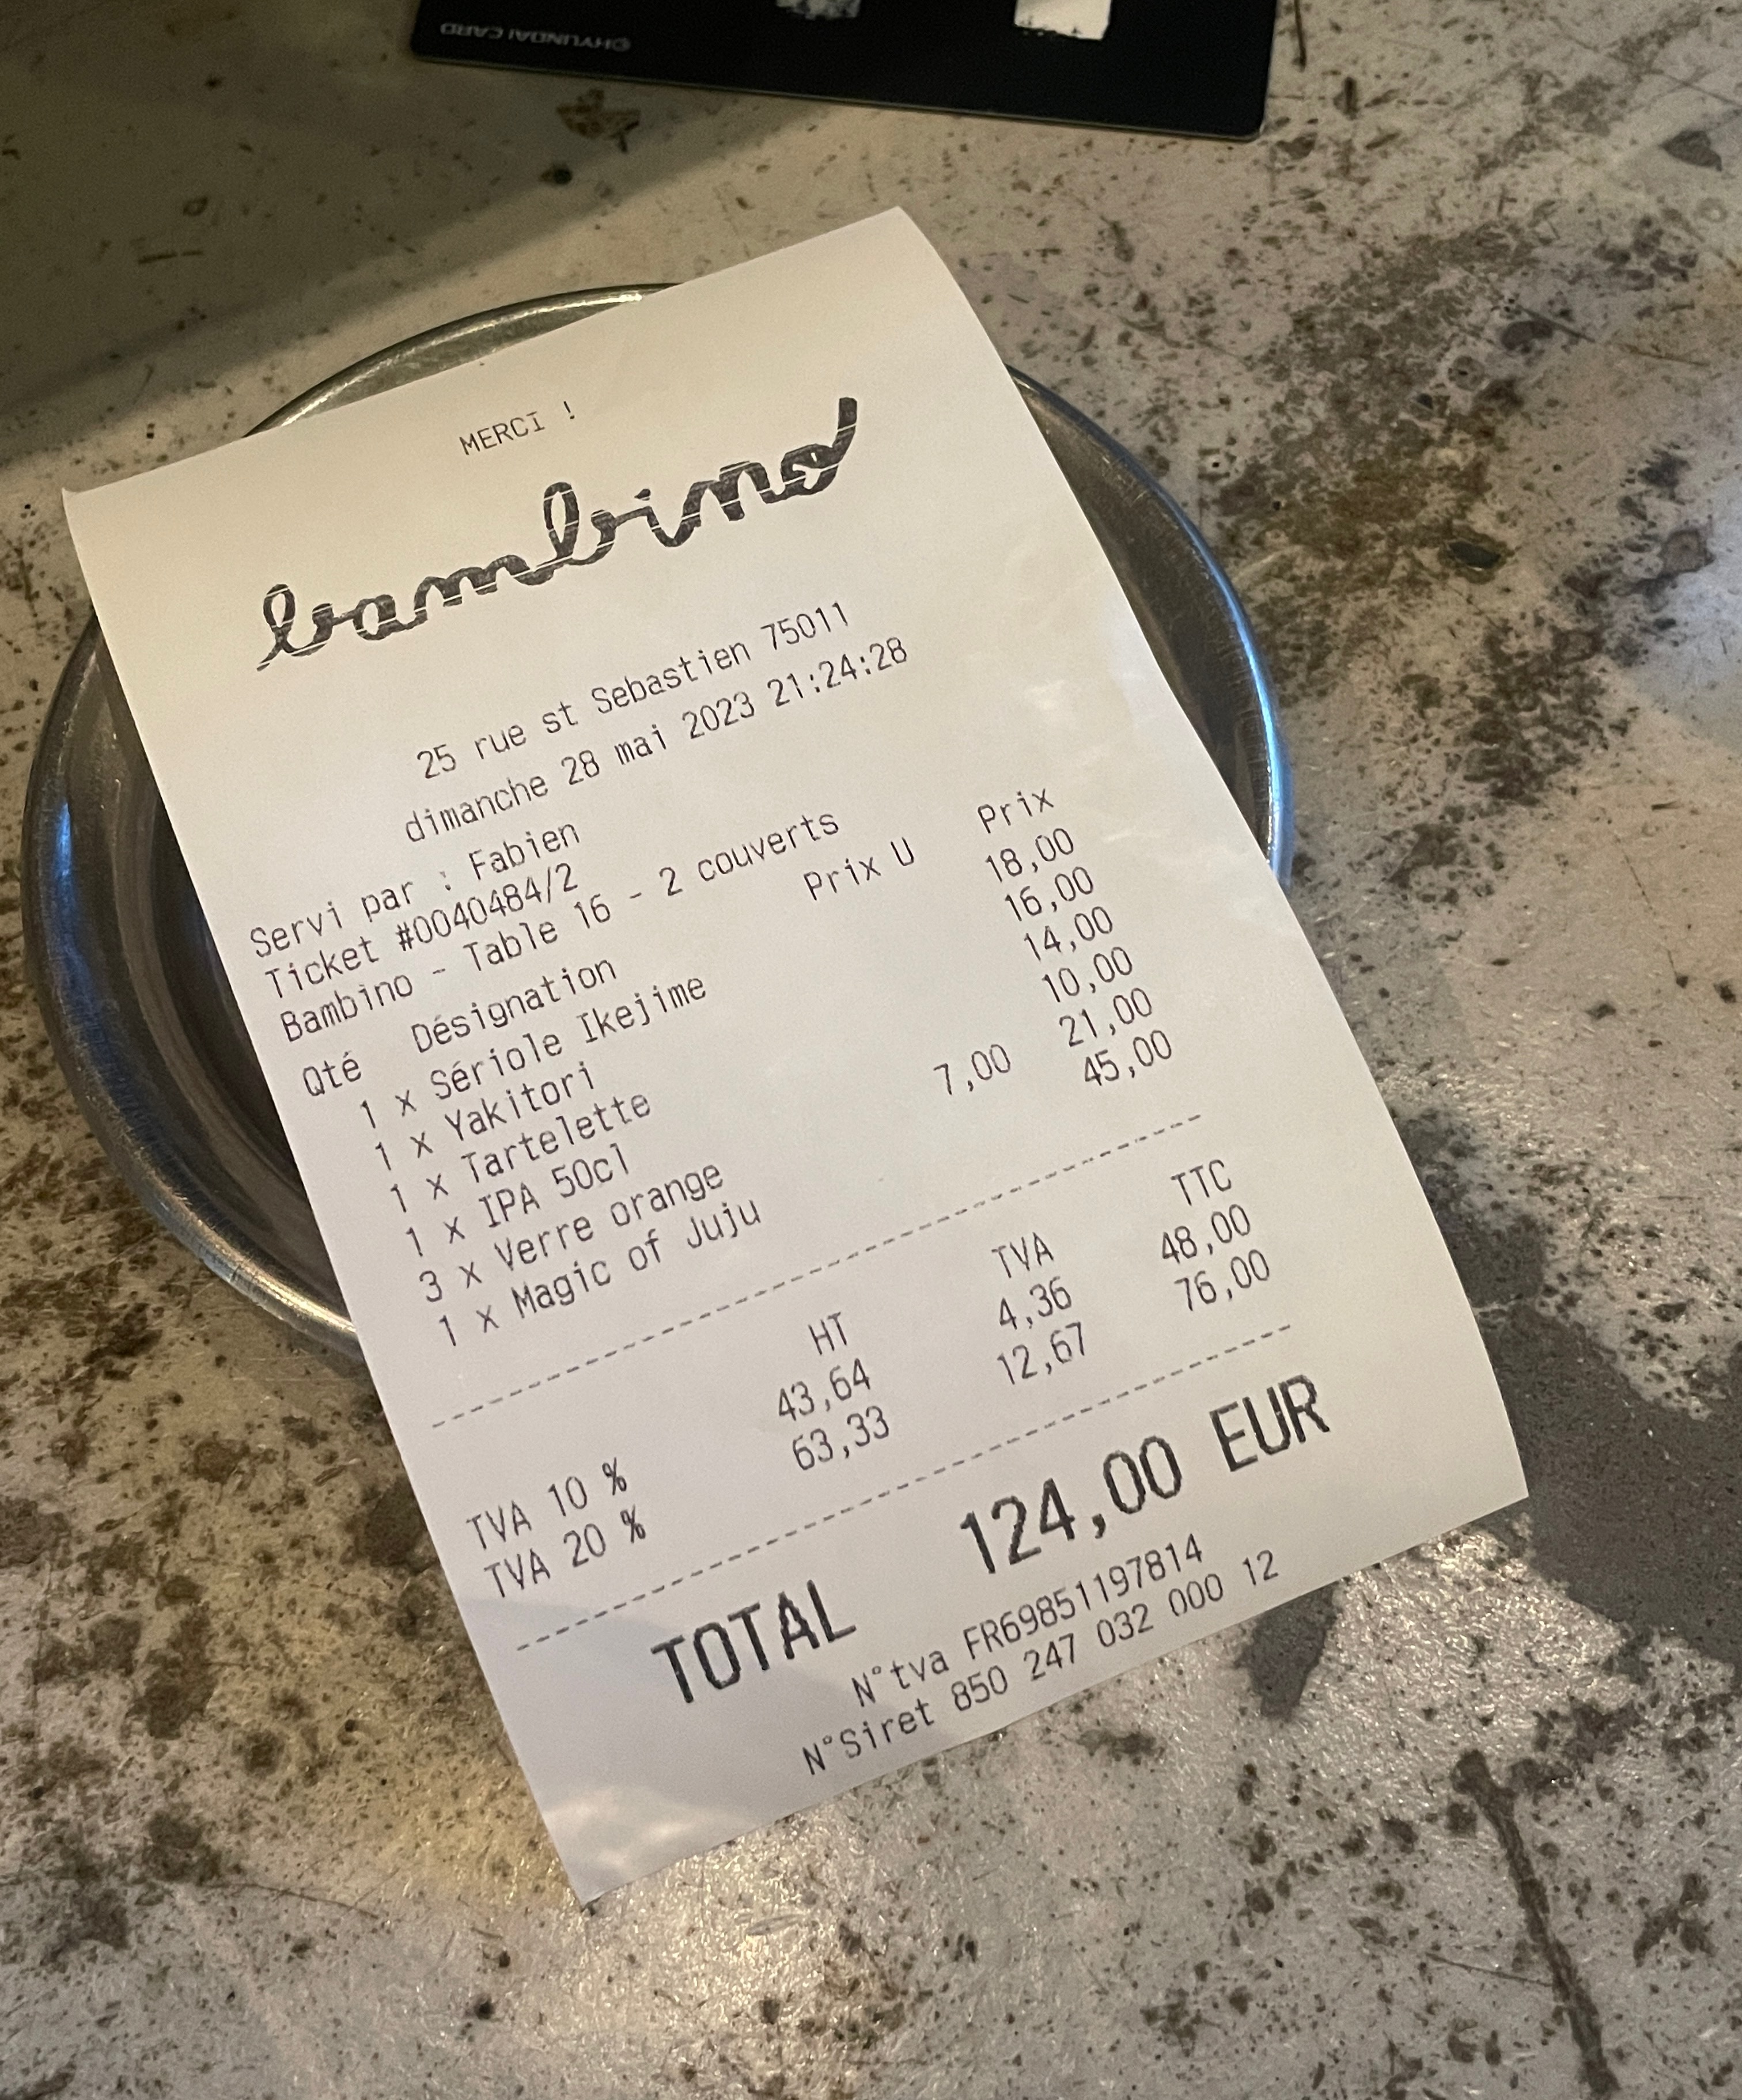 ©HYUNDAI CARD
MERCI !
bambino
25 rue st Sebastien 75011
dimanche 28 mai 2023 21:24:28
Servi par : Fabien
Ticket #0040484/2
Bambino - Table 16 - 2 couverts
Qté Désignation Prix U Prix
1 x Sériole Ikejime 18,00
1 x Yakitori 16,00
1 x Tartelette 14,00
1 x IPA 50cl 10,00
3 x Verre orange 7,00 21,00
1 x Magic of Juju 45,00
HT TVA TTC
TVA 10 % 43,64 4,36 48,00
TVA 20 % 63,33 12,67 76,00
TOTAL 124,00 EUR
N°tva FR69851197814
N°Siret 850 247 032 000 12